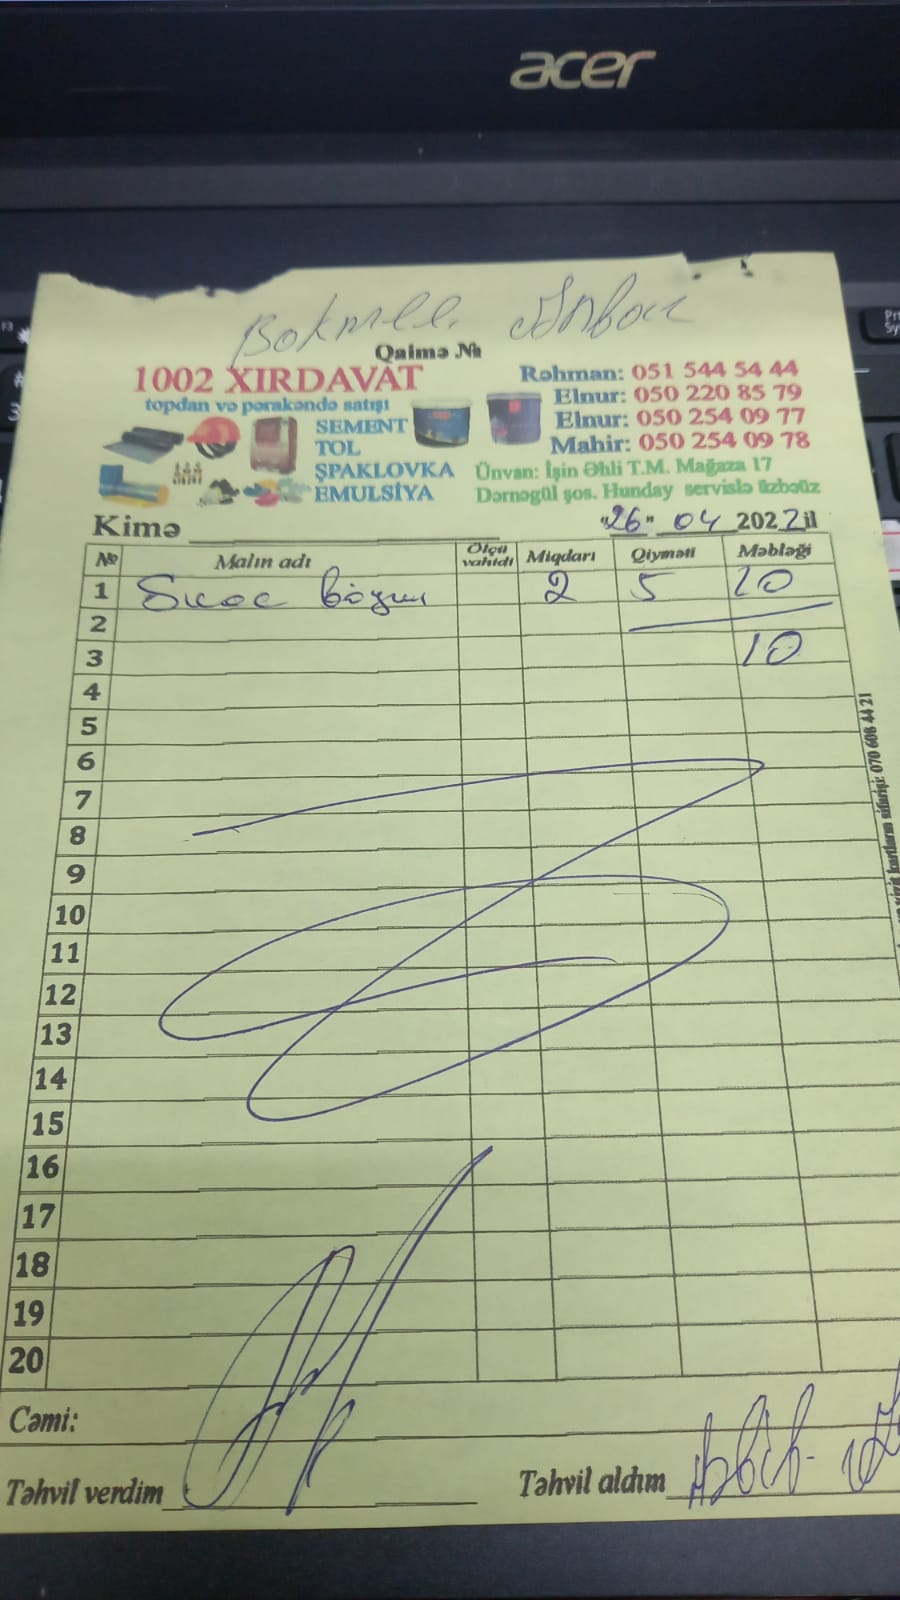 acer
Qaimə №
1002 XIRDAVAT
topdan və pərakəndə satışı
SEMENT
TOL
ŞPAKLOVKA
EMULSİYA
Rəhman: 051 544 54 44
Elnur: 050 220 85 79
Elnur: 050 254 09 77
Mahir: 050 254 09 78
Ünvan: İşin Əhli T.M. Mağaza 17
Dərnəgül şos. Hunday servislə üzbəüz
Kimə "26" 04 2022 il
№ Malın adı Ölçü vahidi Miqdarı Qiyməti Məbləği
1 2 5 10
2
3 10
4
5
6
7
8
9
10
11
12
13
14
15
16
17
18
19
20
Cəmi:
Təhvil verdim Təhvil aldım
kartların sifarişi: 070 608 44 21